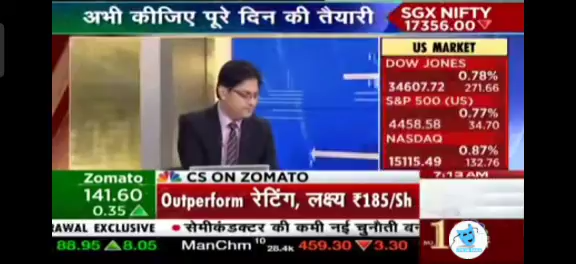 अभी कीजिए पूरे दिन की तैयारी
SGX NIFTY
17356.00
US MARKET
DOW JONES
0.78%
34607.72 271.66
S&P 500 (US)
0.77%
4458.58 34.70
NASDAQ
0.87%
15115.49 132.76
7:13 AM
Zomato
141.60
0.35
CS ON ZOMATO
Outperform रेटिंग, लक्ष्य ₹185/Sh
RAWAL EXCLUSIVE
सेमीकंडक्टर की कमी नई चुनौती बन
88.95 8.05 ManChm 10 28.4k 459.30 3.30